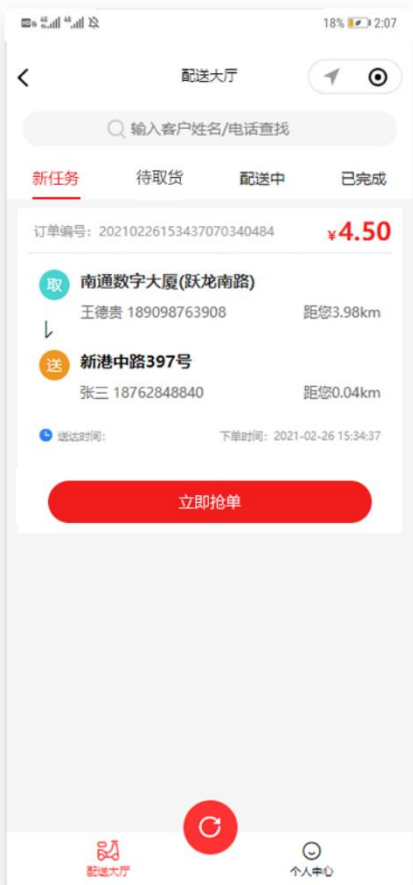 18% 2:07
配送大厅
输入客户姓名/电话查找
新任务 待取货 配送中 已完成
订单编号: 20210226153437070340484 ¥4.50
取 南通数字大厦(跃龙南路)
王德贵 189098763908 距您3.98km
送 新港中路397号
张三 18762848840 距您0.04km
送达时间: 下单时间: 2021-02-26 15:34:37
立即抢单
配送大厅 个人中心